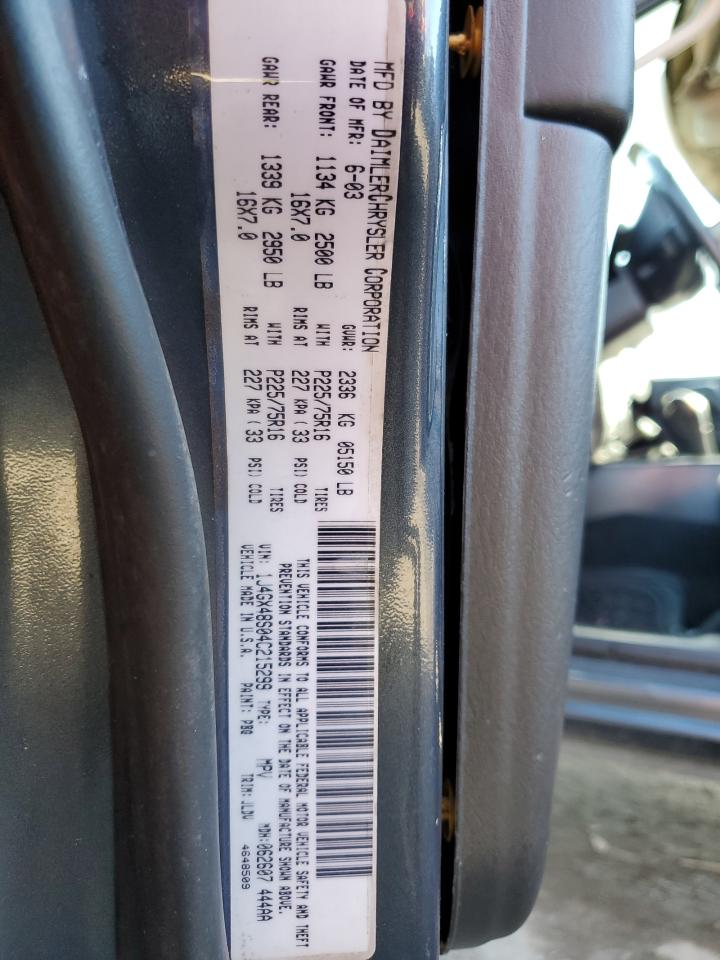 MFD BY DAIMLERCHRYSLER CORPORATION
DATE OF MFR: 6-03 GVWR: 2336 KG 05150 LB
GAWR FRONT: 1134 KG 2500 LB WITH P225/75R16 TIRES
16X7.0 RIMS AT 227 KPA ( 33 PSI) COLD
GAWR REAR: 1339 KG 2950 LB WITH P225/75R16 TIRES
16X7.0 RIMS AT 227 KPA ( 33 PSI) COLD
THIS VEHICLE CONFORMS TO ALL APPLICABLE FEDERAL MOTOR VEHICLE SAFETY AND THEFT
PREVENTION STANDARDS IN EFFECT ON THE DATE OF MANUFACTURE SHOWN ABOVE.
VIN: 1J4GX48S04C215299 TYPE: MPV MDH:062607 444AA
VEHICLE MADE IN U.S.A. PAINT: PBQ TRIM: JLDV 4648509